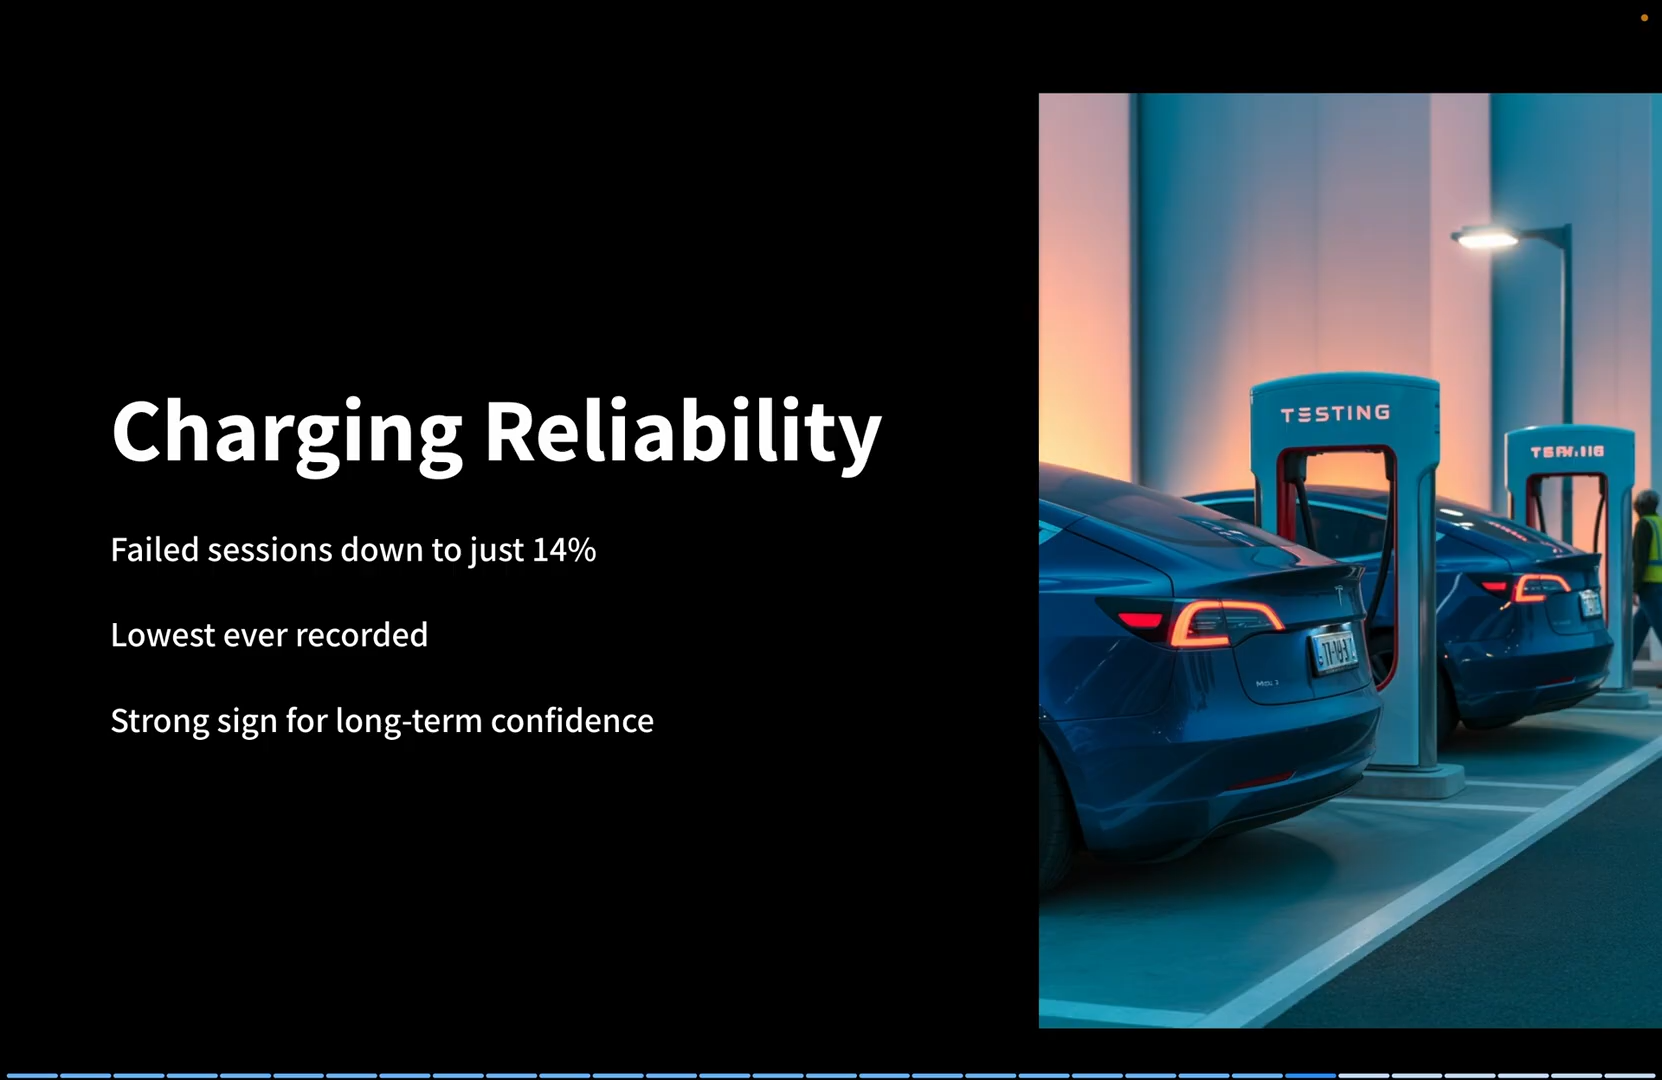 Charging Reliability
Failed sessions down to just 14%
Lowest ever recorded
Strong sign for long-term confidence
TESTING